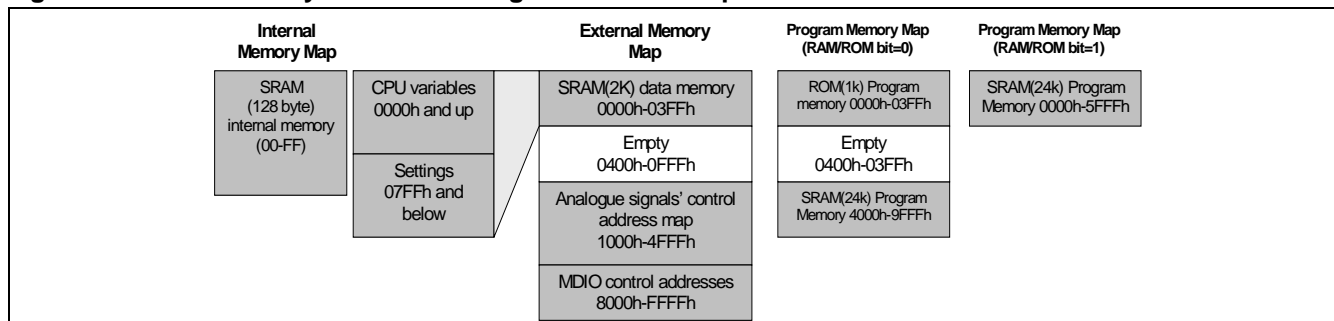 Internal
Memory Map
SRAM
(128 byte)
internal memory
(00-FF)
CPU variables
0000h and up
Settings
07FFh and
below
External Memory
Map
SRAM(2K) data memory
0000h-03FFh
Empty
0400h-0FFFh
Analogue signals' control
address map
1000h-4FFFh
MDIO control addresses
8000h-FFFFh
Program Memory Map
(RAM/ROM bit=0)
ROM(1k) Program
memory 0000h-03FFh
Empty
0400h-03FFh
SRAM(24k) Program
Memory 4000h-9FFFh
Program Memory Map
(RAM/ROM bit=1)
SRAM(24k) Program
Memory 0000h-5FFFh